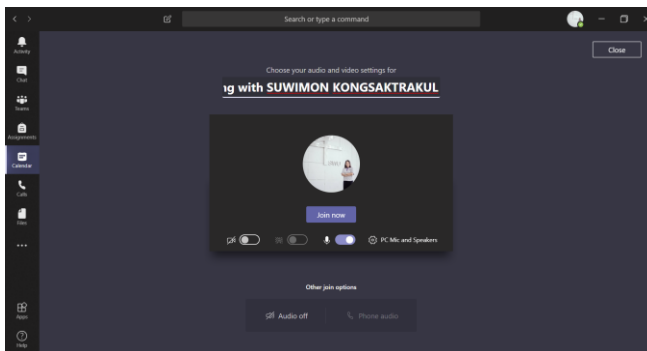 Search or type a command
Activity
Chat
Teams
Assignments
Calendar
Calls
Files
Apps
Help
Close
Choose your audio and video settings for
ng with SUWIMON KONGSAKTRAKUL
Join now
PC Mic and Speakers
Other join options
Audio off
Phone audio